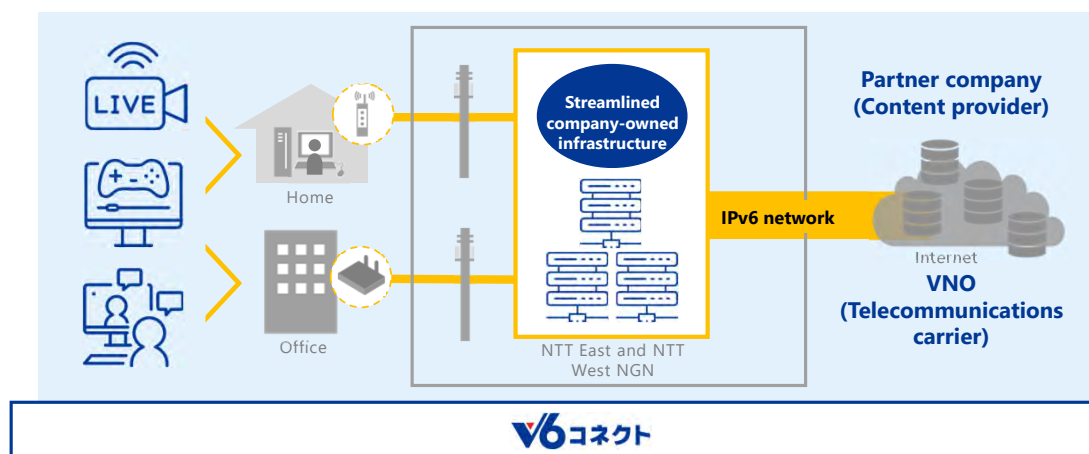 LIVE
Home
Office
Streamlined
company-owned
infrastructure
NTT East and NTT
West NGN
IPv6 network
Partner company
(Content provider)
Internet
VNO
(Telecommunications
carrier)
V6コネクト